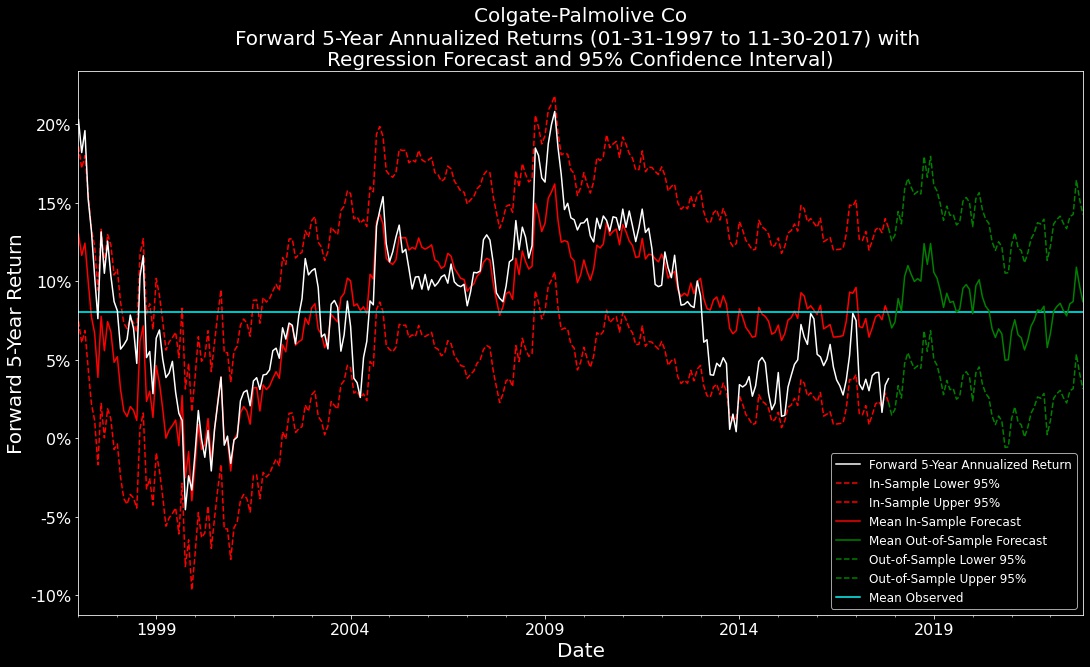 Colgate-Palmolive Co
Forward 5-Year Annualized Returns (01-31-1997 to 11-30-2017) with
Regression Forecast and 95% Confidence Interval)
Forward 5-Year Return
20%
15%
10%
5%
0%
-5%
-10%
Forward 5-Year Annualized Return
In-Sample Lower 95%
In-Sample Upper 95%
Mean In-Sample Forecast
Mean Out-of-Sample Forecast
Out-of-Sample Lower 95%
Out-of-Sample Upper 95%
Mean Observed
1999 2004 2009 2014 2019
Date